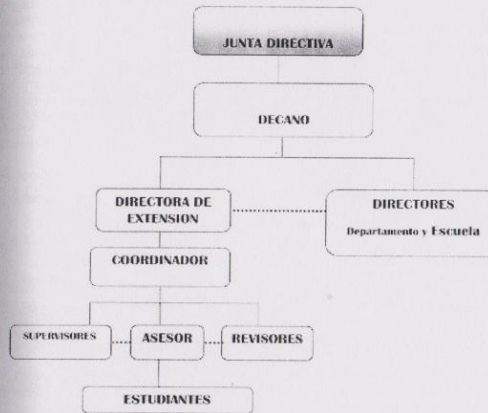 JUNTA DIRECTIVA
DECANO
DIRECTORA DE
EXTENSION
DIRECTORES
Departamento y Escuela
COORDINADOR
SUPERVISORES
ASESOR
REVISORES
ESTUDIANTES